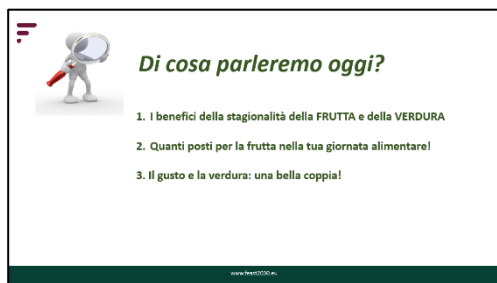 Di cosa parleremo oggi?
1. I benefici della stagionalità della FRUTTA e della VERDURA
2. Quanti posti per la frutta nella tua giornata alimentare!
3. Il gusto e la verdura: una bella coppia!
www.feast2030.eu